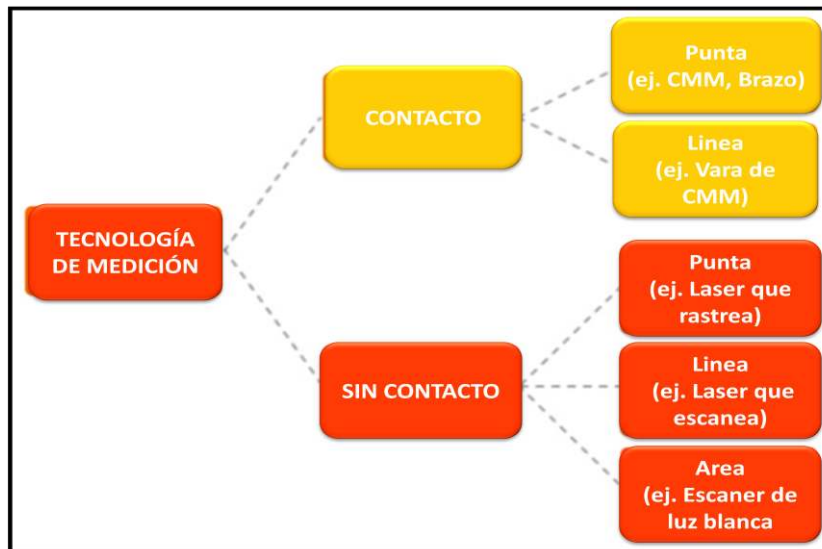 TECNOLOGÍA
DE MEDICIÓN
CONTACTO
Punta
(ej. CMM, Brazo)
Linea
(ej. Vara de
CMM)
SIN CONTACTO
Punta
(ej. Laser que
rastrea)
Linea
(ej. Laser que
escanea)
Area
(ej. Escaner de
luz blanca